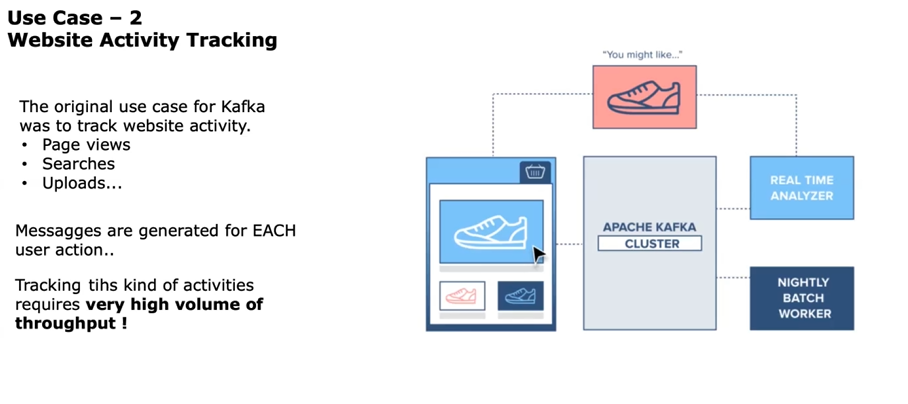 Use Case – 2
Website Activity Tracking
The original use case for Kafka
was to track website activity.
• Page views
• Searches
• Uploads...
Messagges are generated for EACH
user action..
Tracking tihs kind of activities
requires very high volume of
throughput !
"You might like..."
APACHE KAFKA
CLUSTER
REAL TIME
ANALYZER
NIGHTLY
BATCH
WORKER